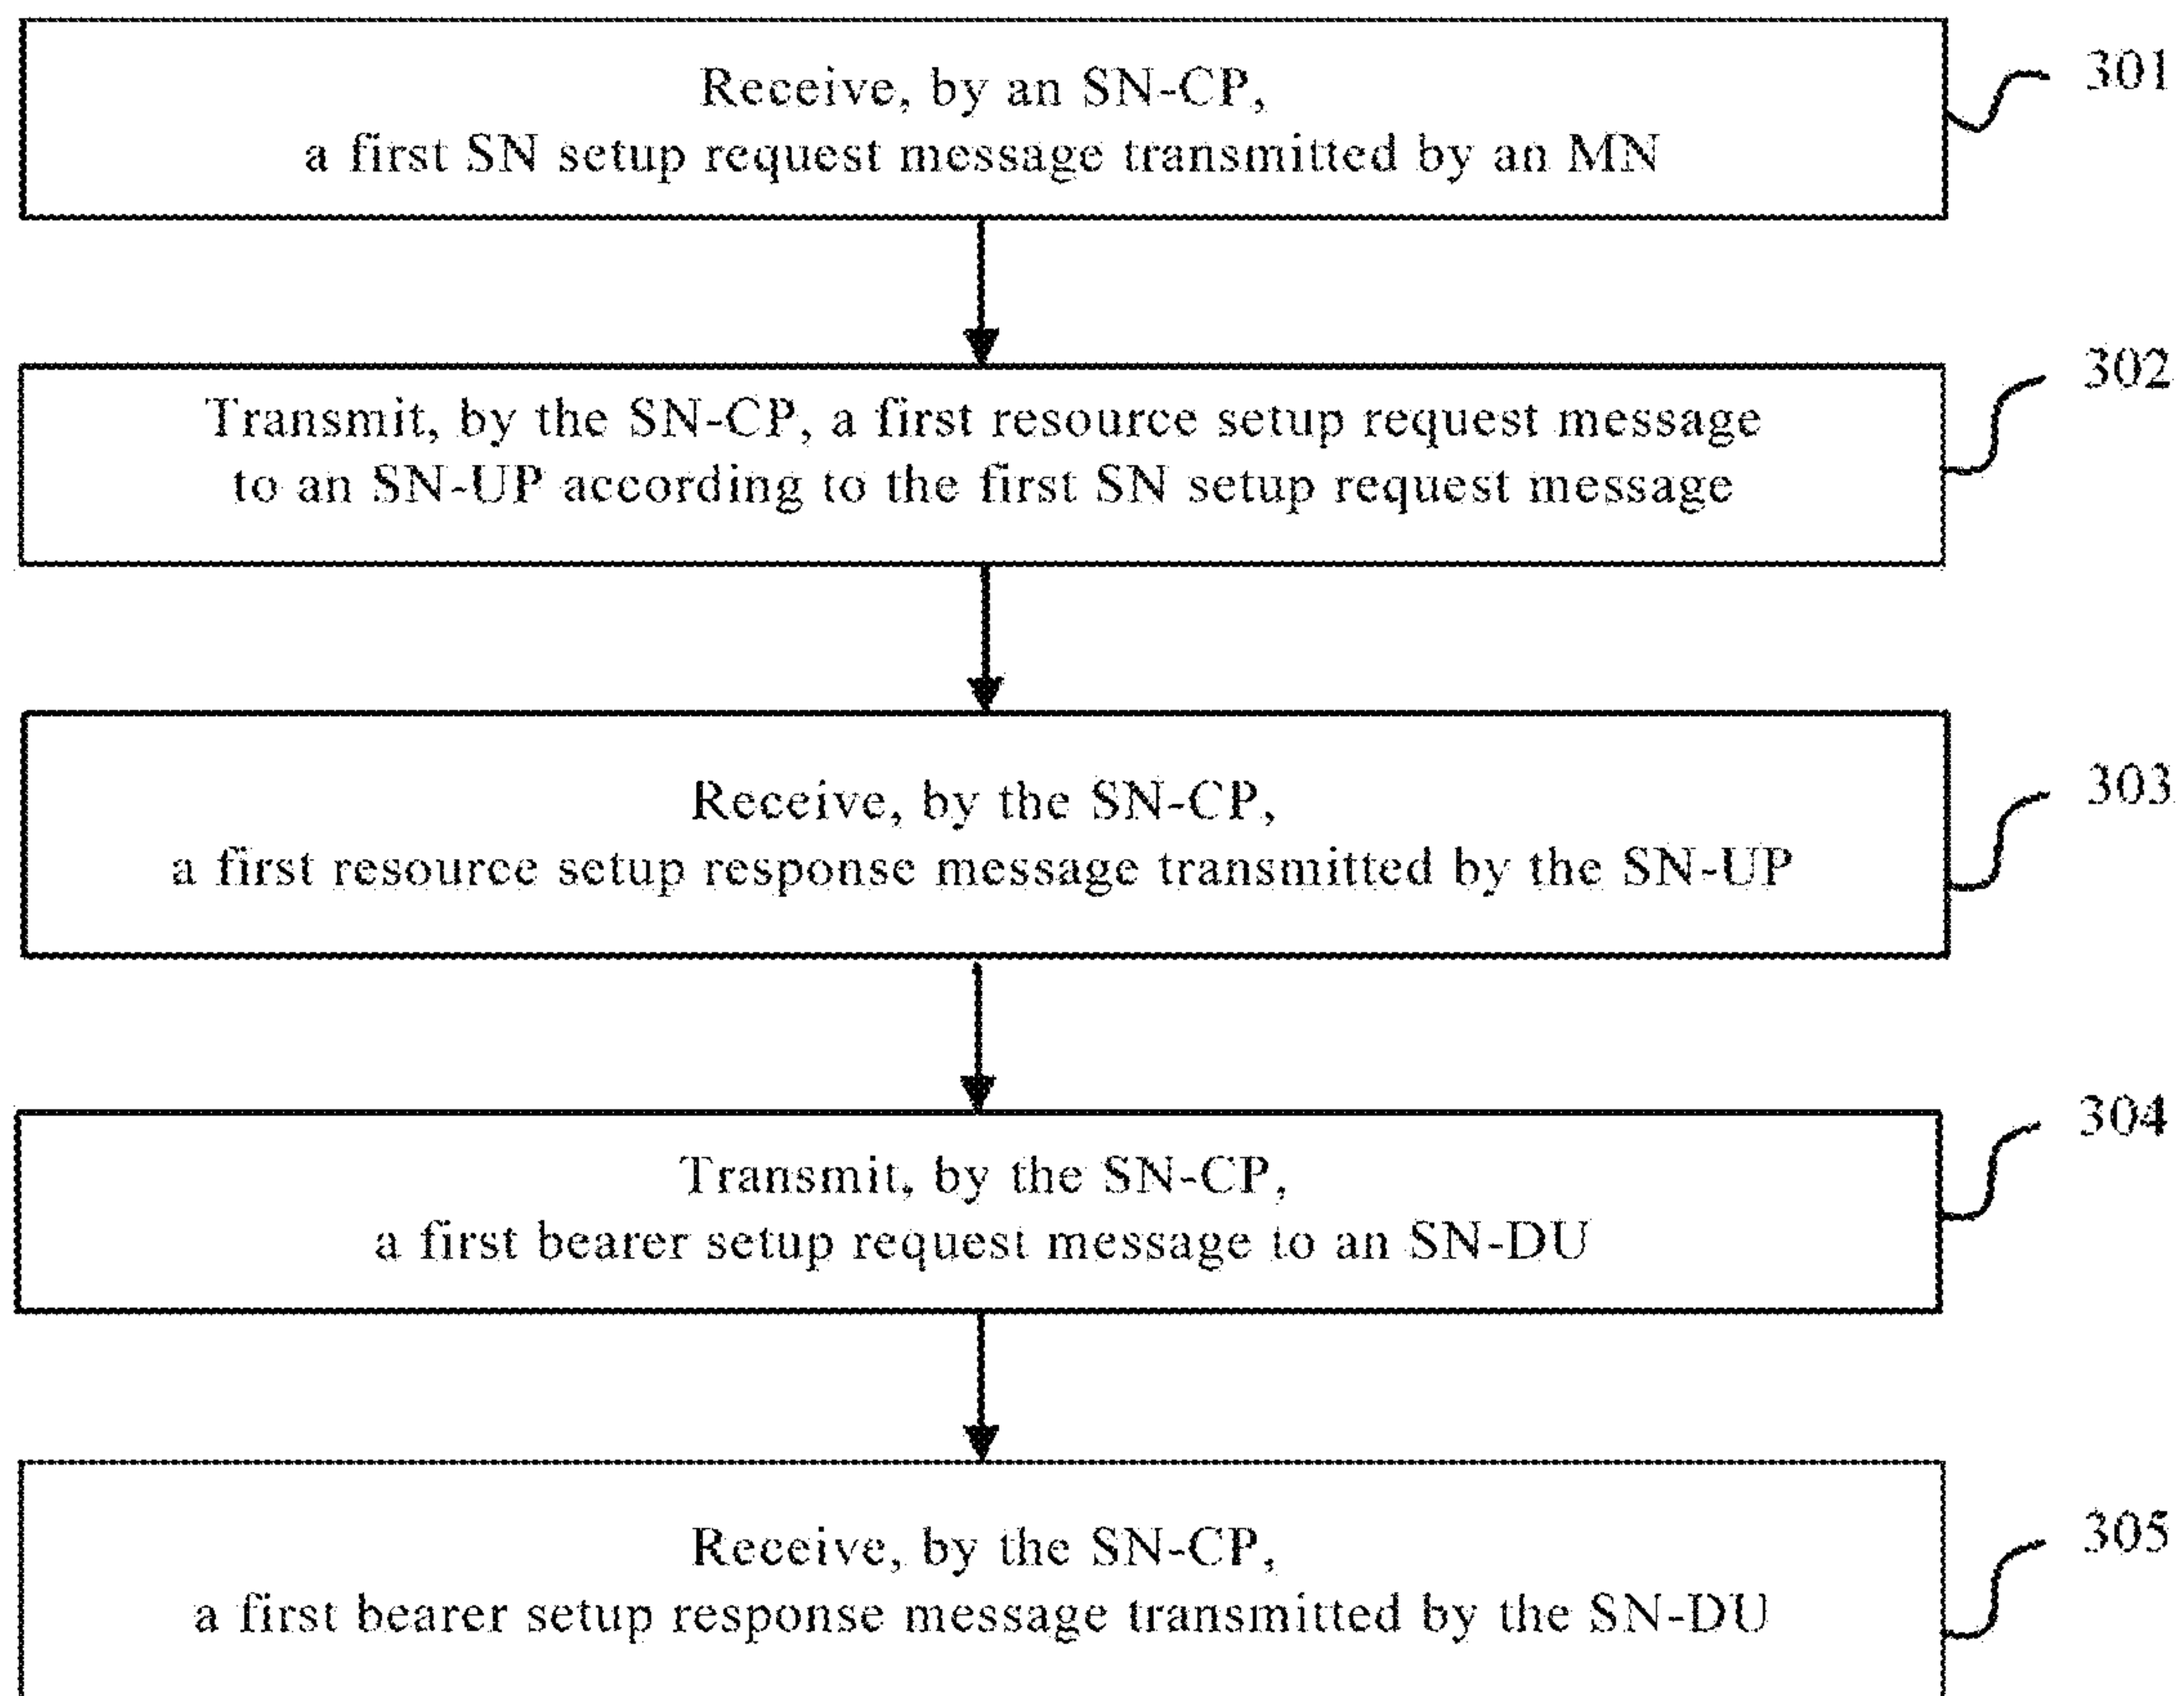 Receive, by an SN-CP,
a first SN setup request message transmitted by an MN
301
Transmit, by the SN-CP, a first resource setup request message
to an SN-UP according to the first SN setup request message
302
Receive, by the SN-CP,
a first resource setup response message transmitted by the SN-UP
303
Transmit, by the SN-CP,
a first bearer setup request message to an SN-DU
304
Receive, by the SN-CP,
a first bearer setup response message transmitted by the SN-DU
305